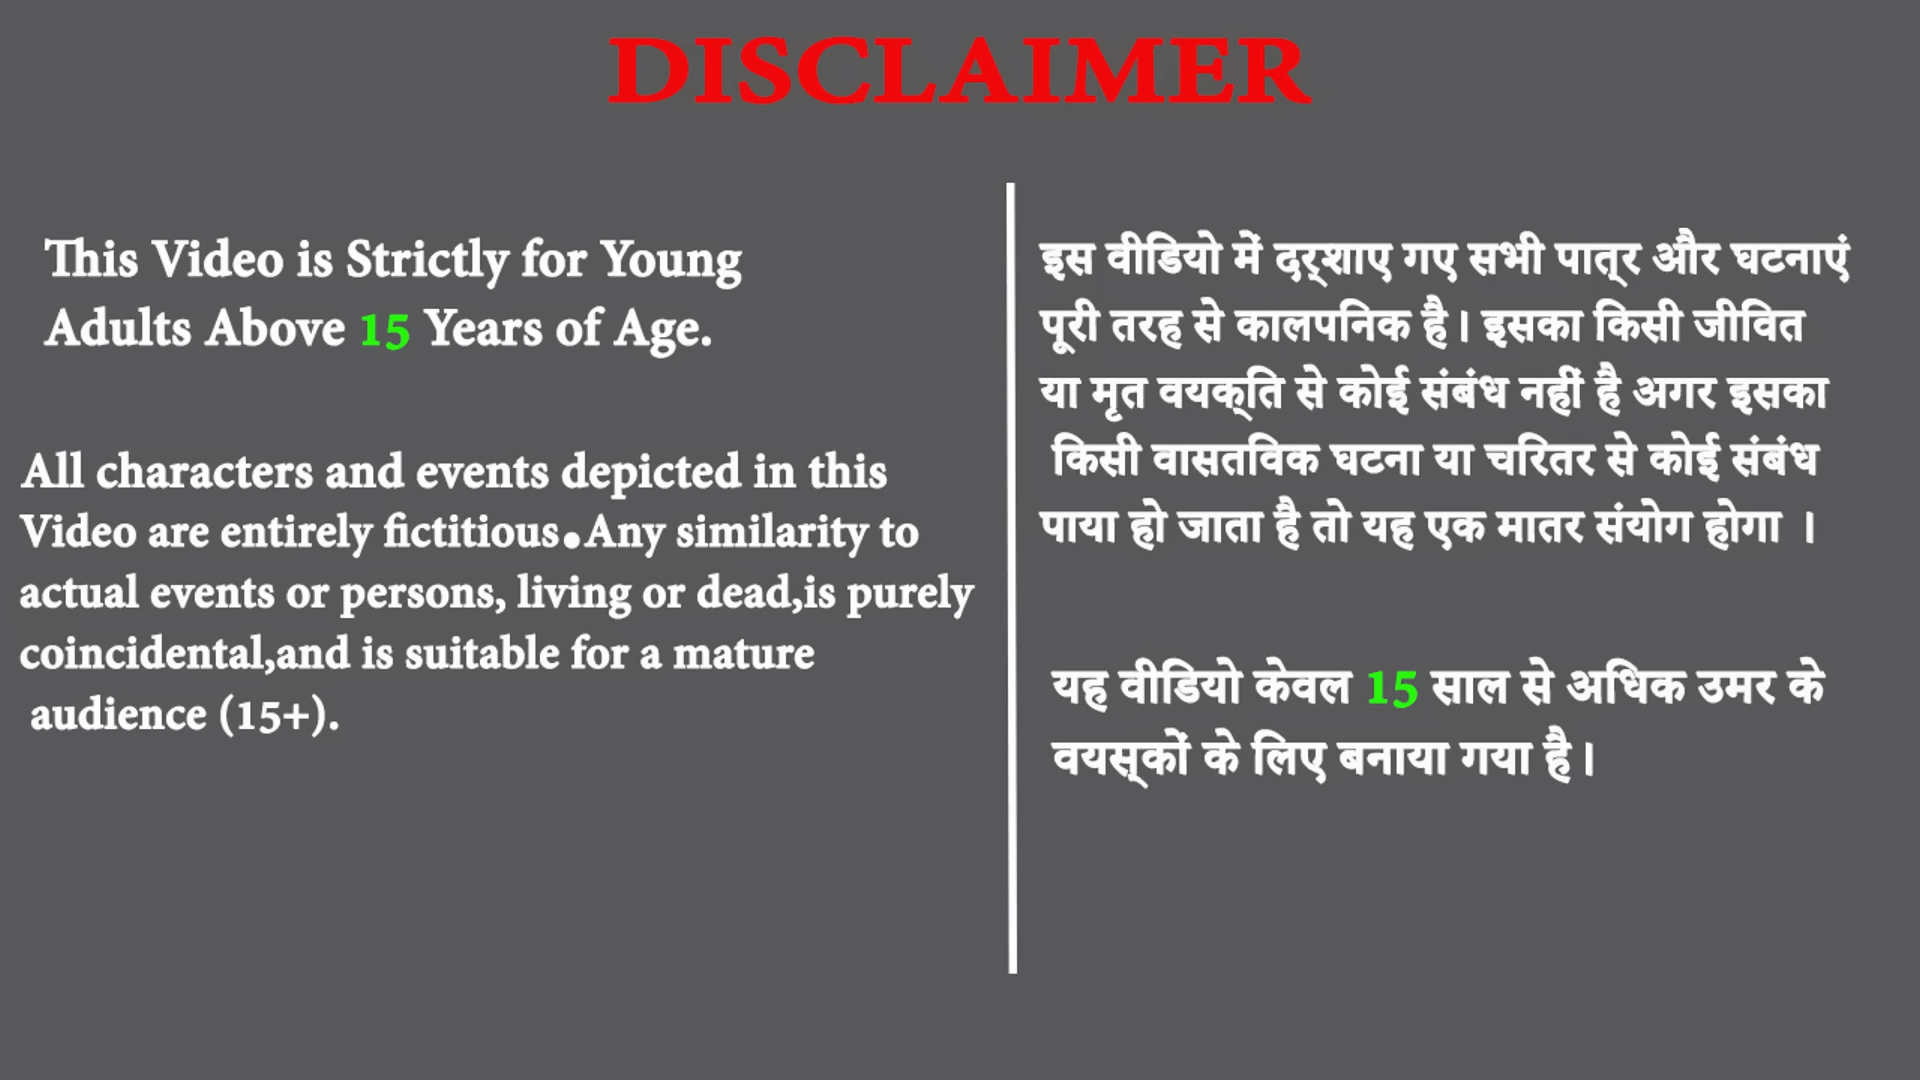 DISCLAIMER
This Video is Strictly for Young
Adults Above 15 Years of Age.
All characters and events depicted in this
Video are entirely fictitious.Any similarity to
actual events or persons, living or dead,is purely
coincidental,and is suitable for a mature
audience (15+).
इस वीडियो में दर्‌शाए गए सभी पात्‌र और घटनाएं
पूरी तरह से कालपनिक है। इसका किसी जीवित
या मृत वयक्‌ति से कोई संबंध नहीं है अगर इसका
किसी वासतविक घटना या चरितर से कोई संबंध
पाया हो जाता है तो यह एक मातर संयोग होगा ।
यह वीडियो केवल 15 साल से अधिक उमर के
वयस्‌कों के लिए बनाया गया है।